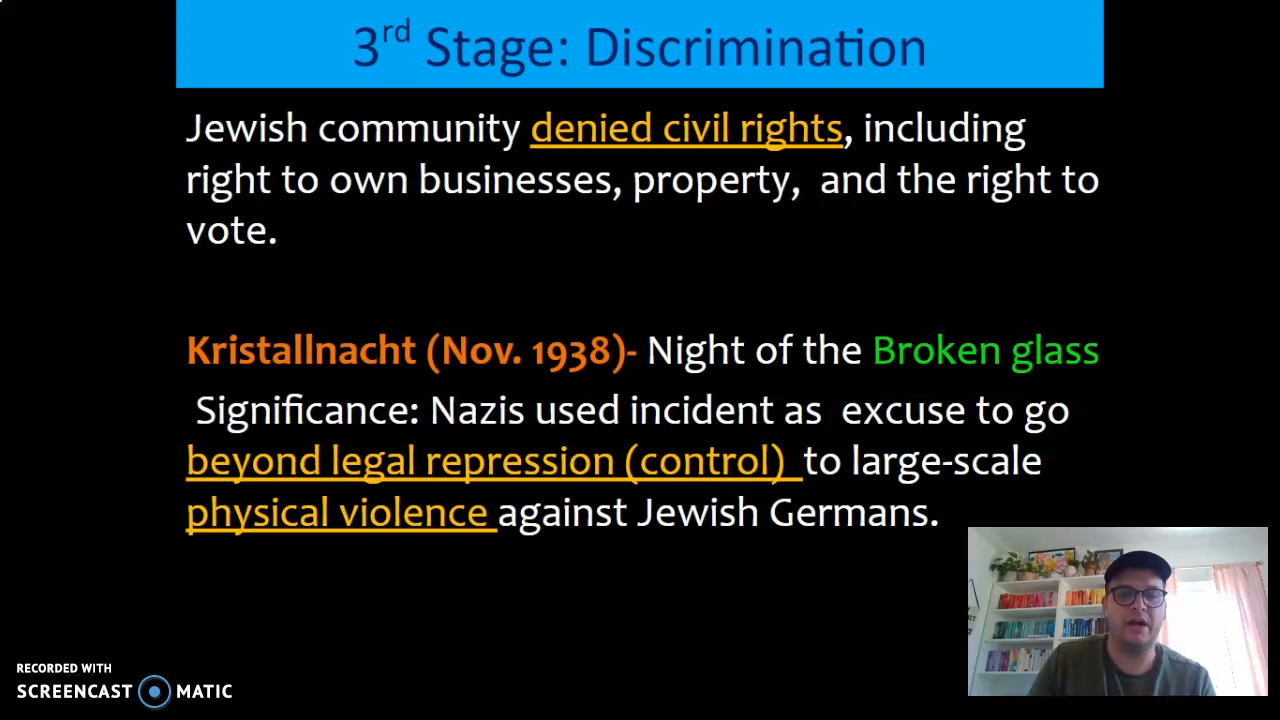 3rd Stage: Discrimination
Jewish community denied civil rights, including
right to own businesses, property, and the right to
vote.
Kristallnacht (Nov. 1938)- Night of the Broken glass
Significance: Nazis used incident as excuse to go
beyond legal repression (control) to large-scale
physical violence against Jewish Germans.
RECORDED WITH
SCREENCAST MATIC